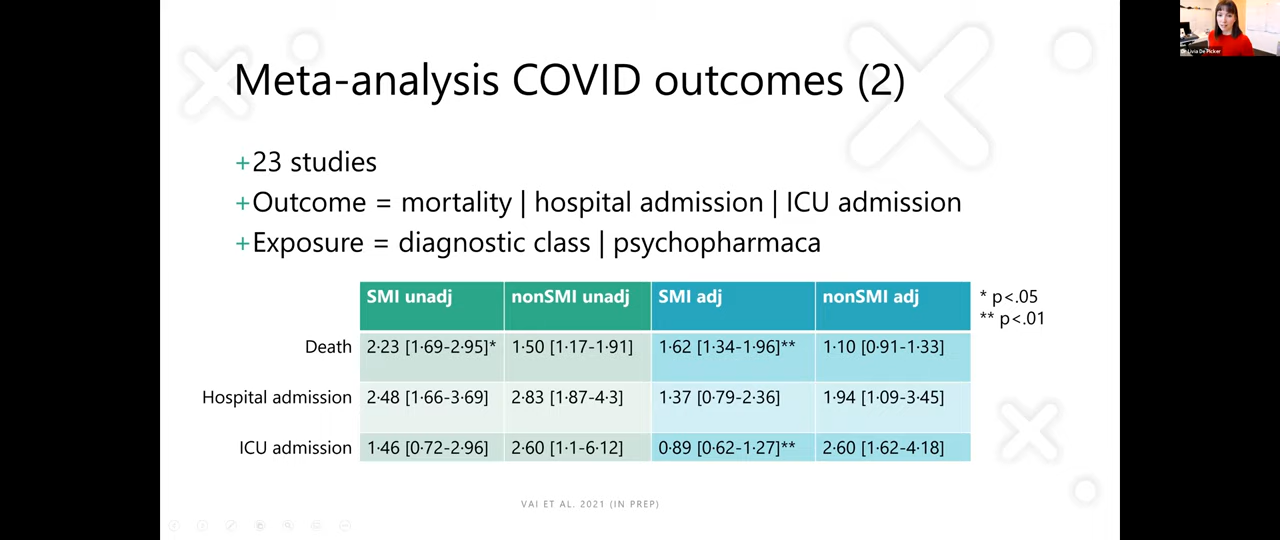 Meta-analysis COVID outcomes (2)
+23 studies
+Outcome = mortality | hospital admission | ICU admission
+Exposure = diagnostic class | psychopharmaca
SMI unadj nonSMI unadj SMI adj nonSMI adj
* p<.05
** p<.01
Death 2·23 [1·69-2·95]* 1·50 [1·17-1·91] 1·62 [1·34-1·96]** 1·10 [0·91-1·33]
Hospital admission 2·48 [1·66-3·69] 2·83 [1·87-4·3] 1·37 [0·79-2·36] 1·94 [1·09-3·45]
ICU admission 1·46 [0·72-2·96] 2·60 [1·1-6·12] 0·89 [0·62-1·27]** 2·60 [1·62-4·18]
VAI ET AL. 2021 (IN PREP)
Livia De Picker